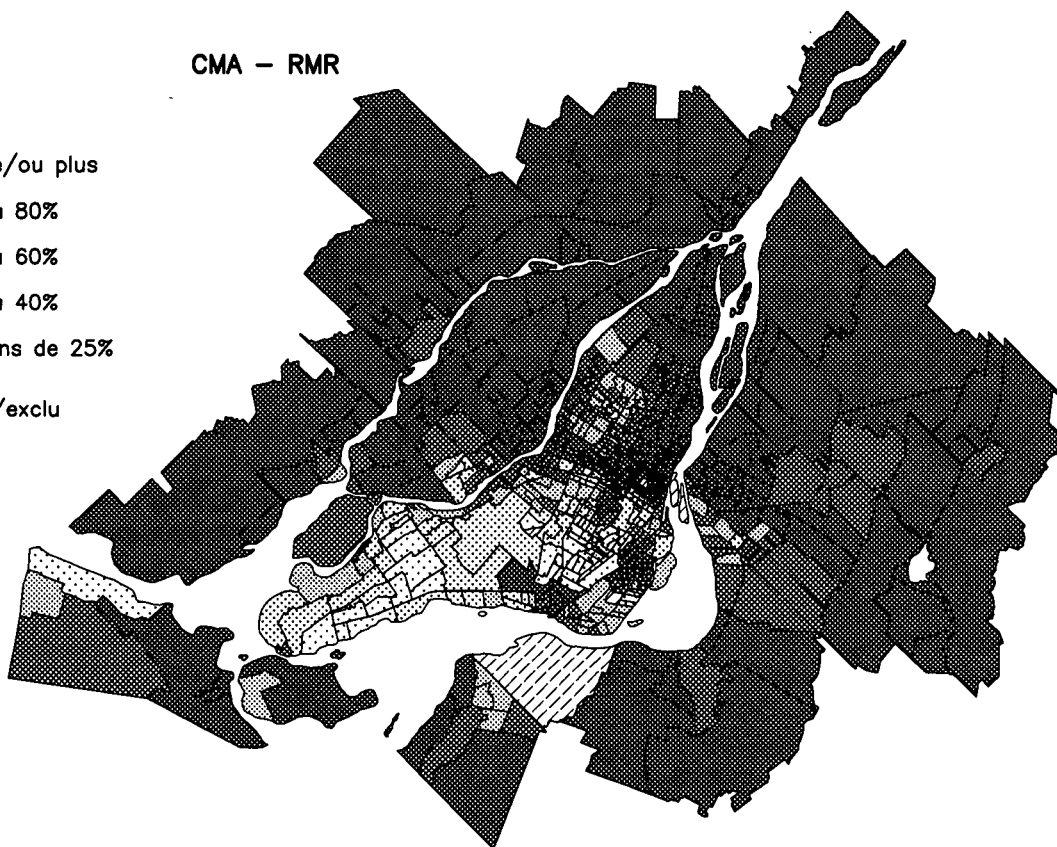 CMA – RMR
e/ou plus
à 80%
à 60%
à 40%
ns de 25%
/exclu